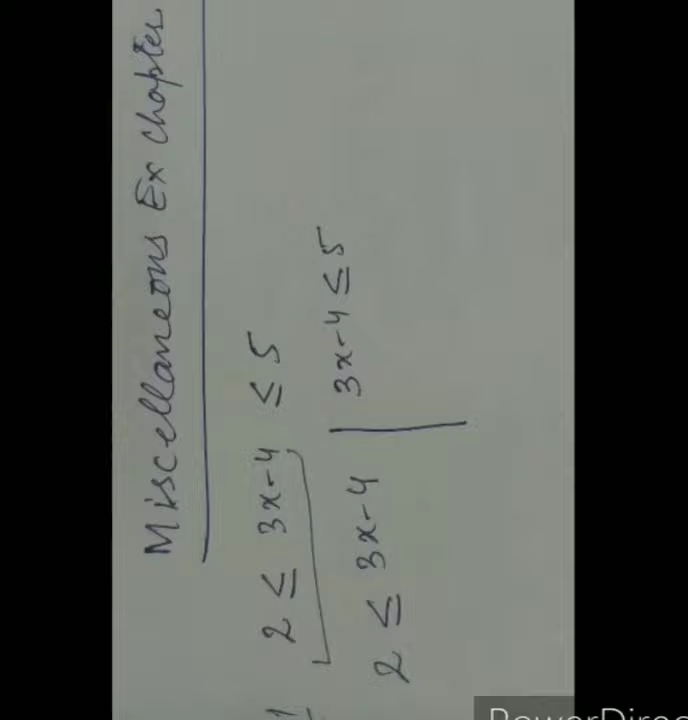 Miscellaneous Ex Chapter
1 2 ≤ 3x-4 ≤ 5
2 ≤ 3x-4 | 3x-4 ≤ 5